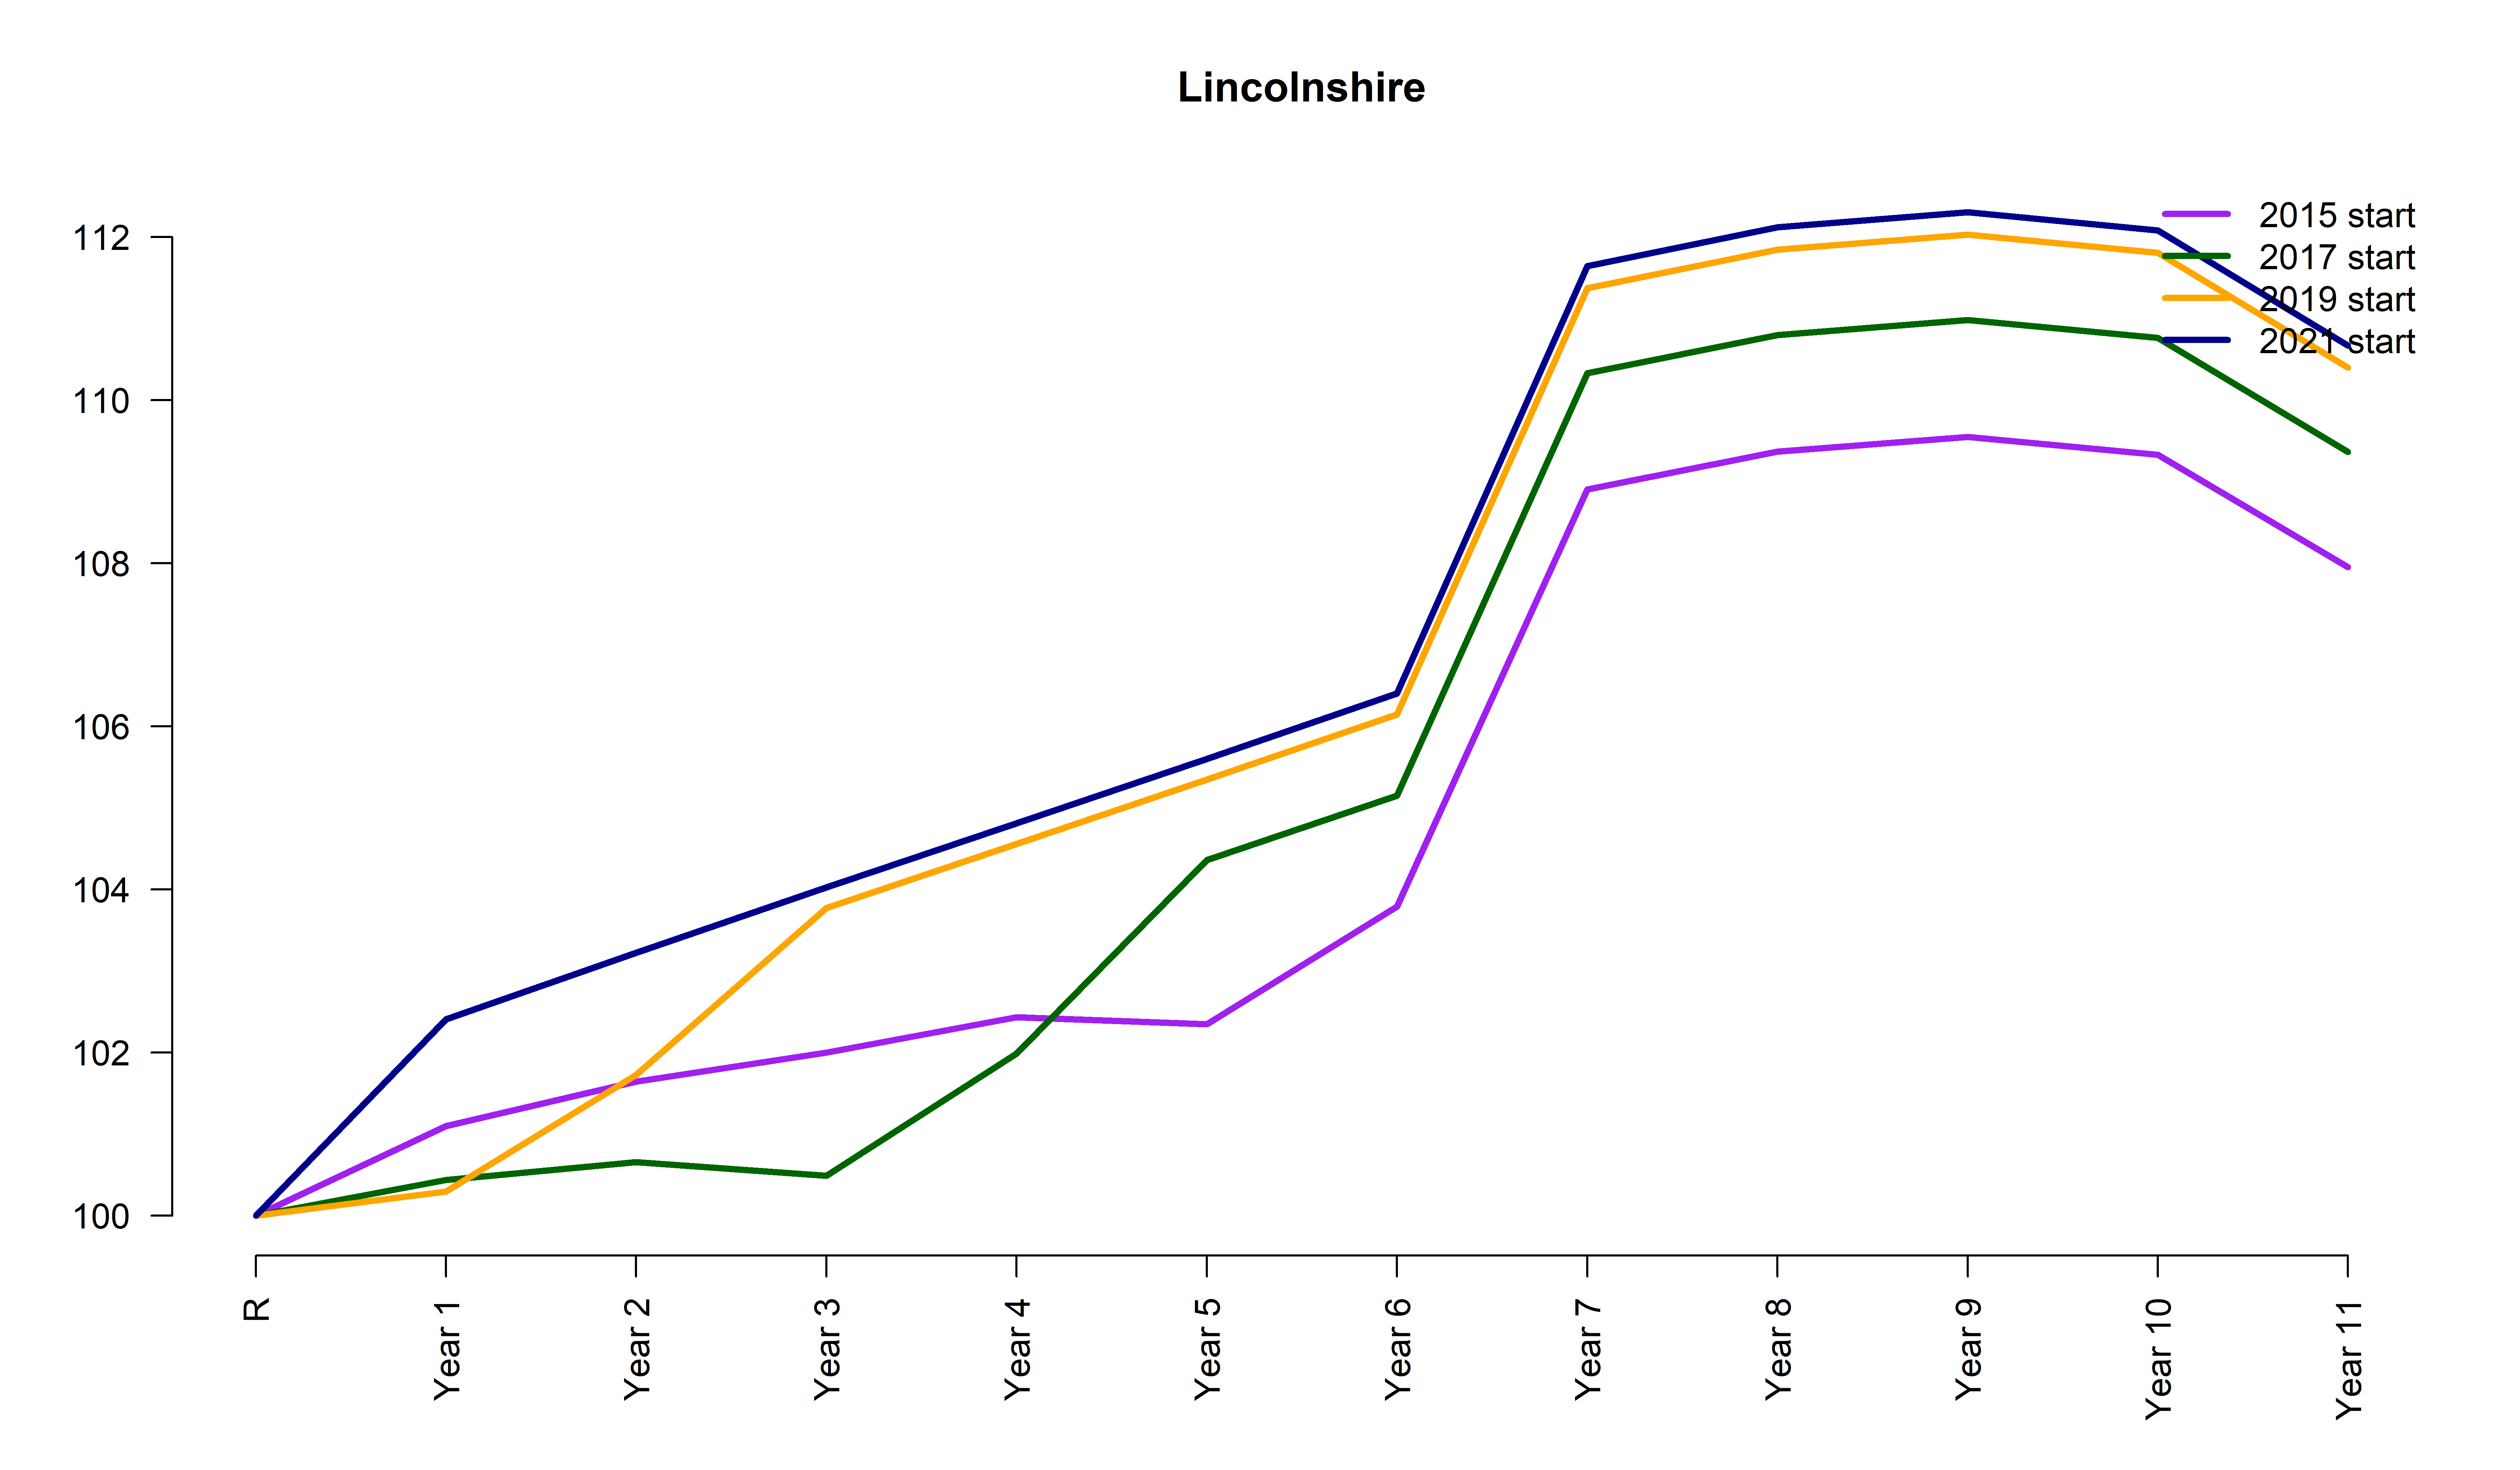 Lincolnshire
2015 start
2017 start
2019 start
2021 start
112
110
108
106
104
102
100
R
Year 1
Year 2
Year 3
Year 4
Year 5
Year 6
Year 7
Year 8
Year 9
Year 10
Year 11